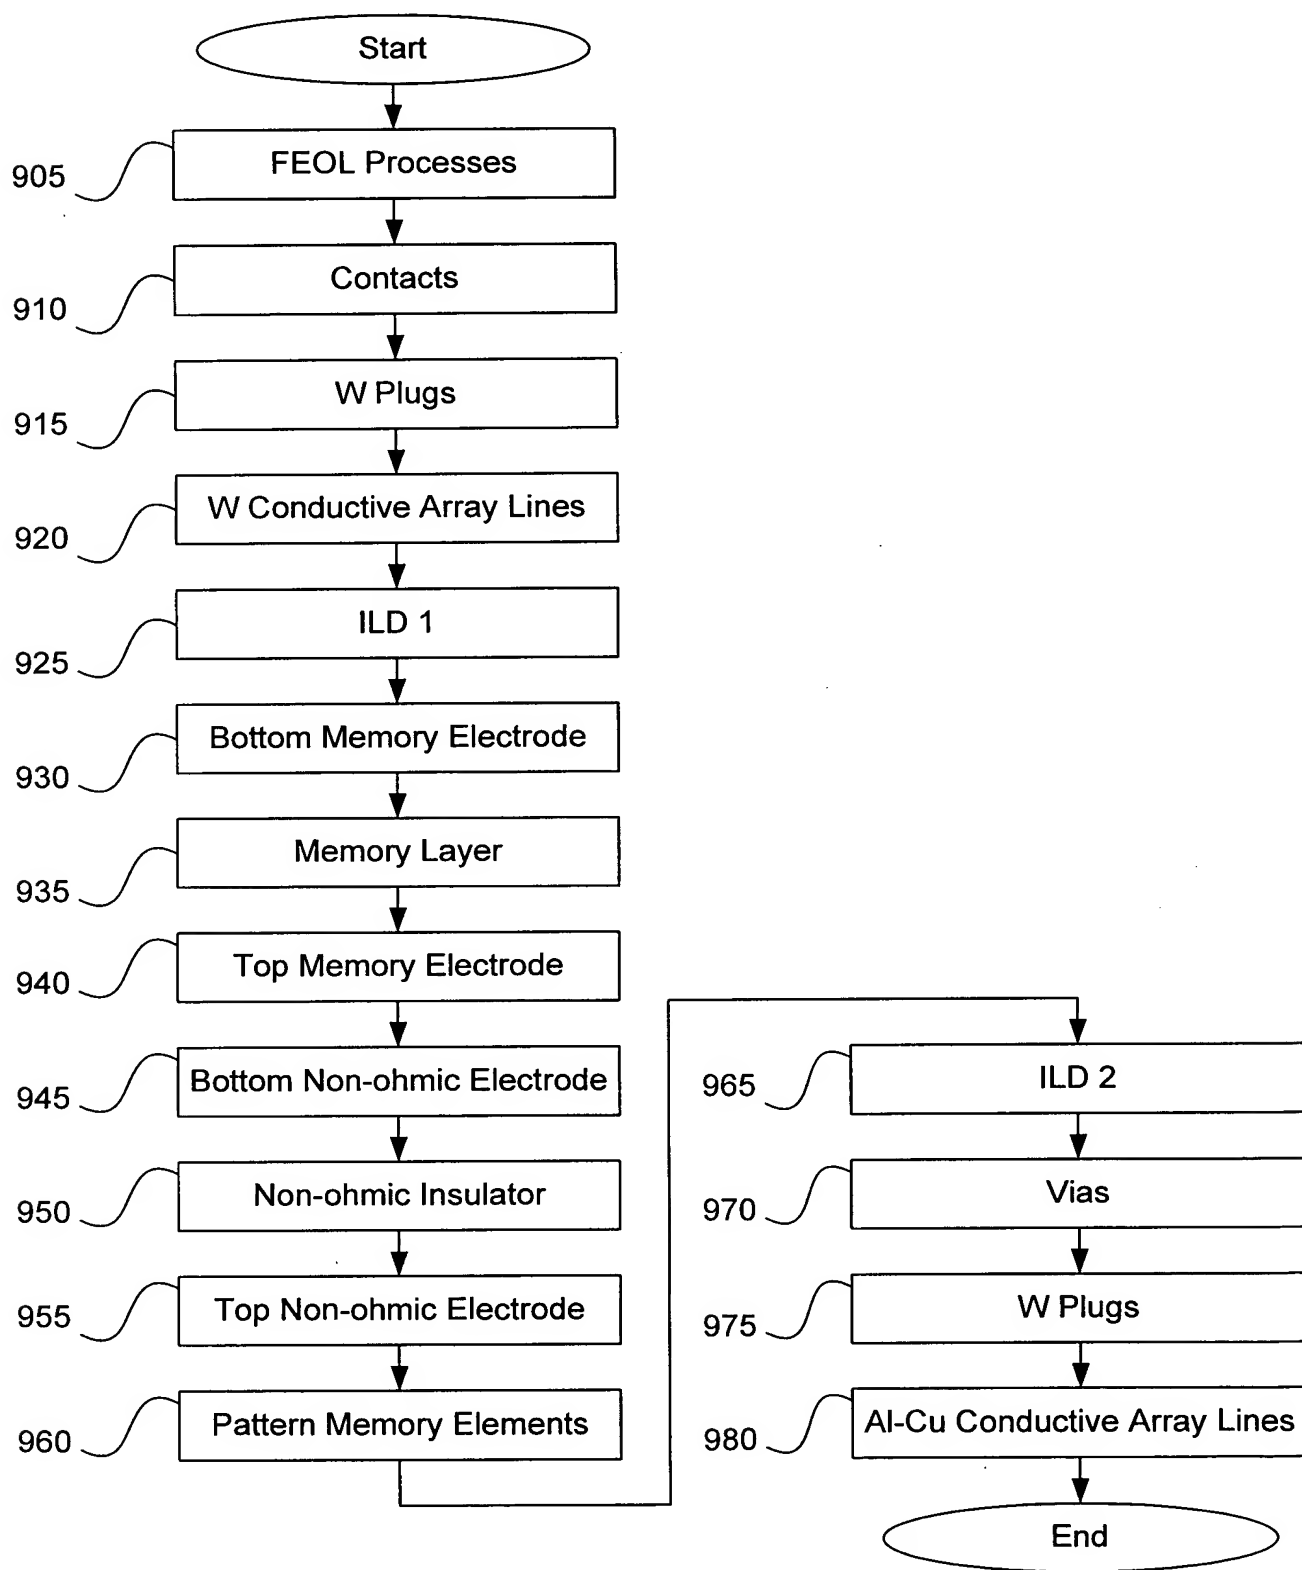 Start
905
FEOL Processes
910
Contacts
915
W Plugs
920
W Conductive Array Lines
925
ILD 1
930
Bottom Memory Electrode
935
Memory Layer
940
Top Memory Electrode
945
Bottom Non-ohmic Electrode
950
Non-ohmic Insulator
955
Top Non-ohmic Electrode
960
Pattern Memory Elements
965
ILD 2
970
Vias
975
W Plugs
980
Al-Cu Conductive Array Lines
End